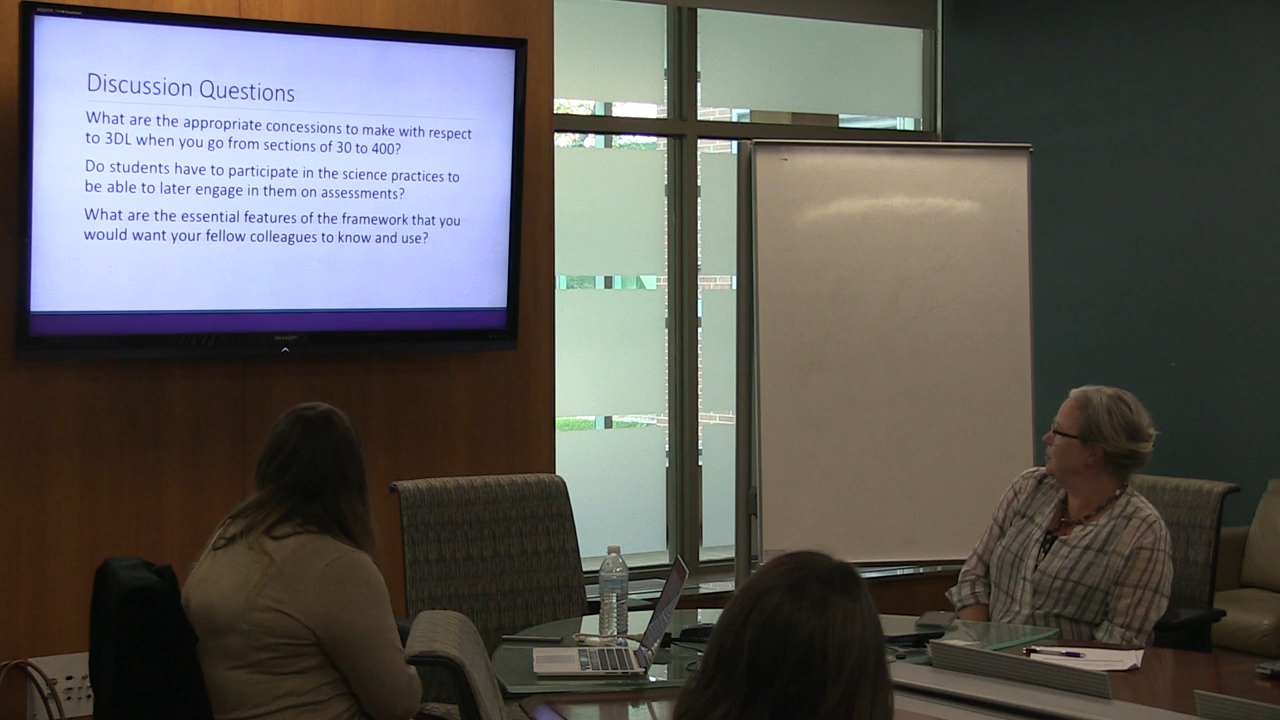 Discussion Questions
What are the appropriate concessions to make with respect
to 3DL when you go from sections of 30 to 400?
Do students have to participate in the science practices to
be able to later engage in them on assessments?
What are the essential features of the framework that you
would want your fellow colleagues to know and use?
SHARP